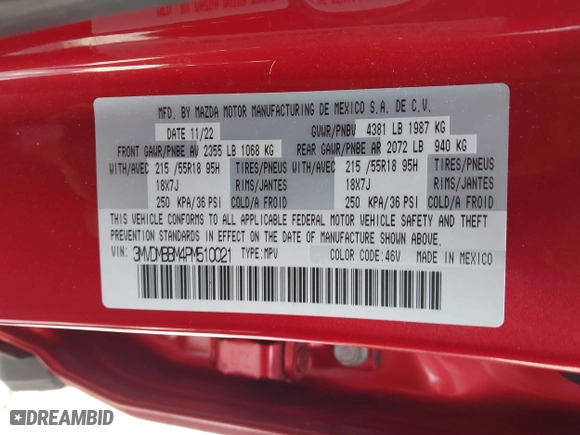 MFD. BY MAZDA MOTOR MANUFACTURING DE MEXICO S.A. DE C.V.
DATE 11/22 GVWR/PNBV 4381 LB 1987 KG
FRONT GAWR/PNBE AV 2355 LB 1068 KG REAR GAWR/PNBE AR 2072 LB 940 KG
WITH/AVEC 215 /55R18 95H TIRES/PNEUS WITH/AVEC 215 /55R18 95H TIRES/PNEUS
18X7J RIMS/JANTES 18X7J RIMS/JANTES
250 KPA/36 PSI COLD/A FROID 250 KPA/36 PSI COLD/A FROID
THIS VEHICLE CONFORMS TO ALL APPLICABLE FEDERAL MOTOR VEHICLE SAFETY AND THEFT
PREVENTION STANDARDS IN EFFECT ON THE DATE OF MANUFACTURE SHOWN ABOVE.
3MVDMBBM4PM510021 TYPE:MPV COLOR CODE:46V MADE IN MEXICO
©DREAMBID